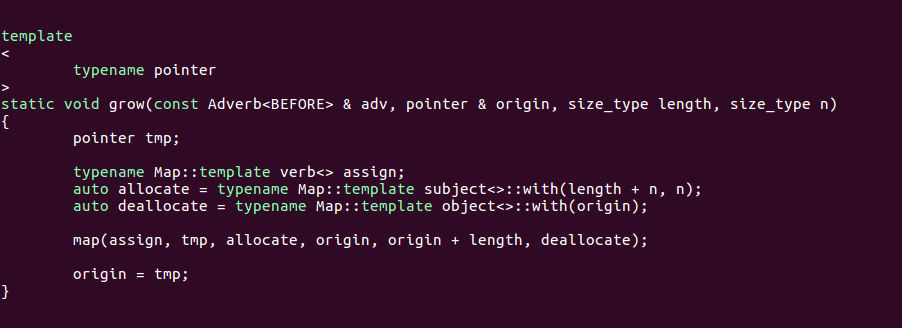 template
<
        typename pointer
>
static void grow(const Adverb<BEFORE> & adv, pointer & origin, size_type length, size_type n)
{
        pointer tmp;

        typename Map::template verb<> assign;
        auto allocate = typename Map::template subject<>::with(length + n, n);
        auto deallocate = typename Map::template object<>::with(origin);

        map(assign, tmp, allocate, origin, origin + length, deallocate);

        origin = tmp;
}